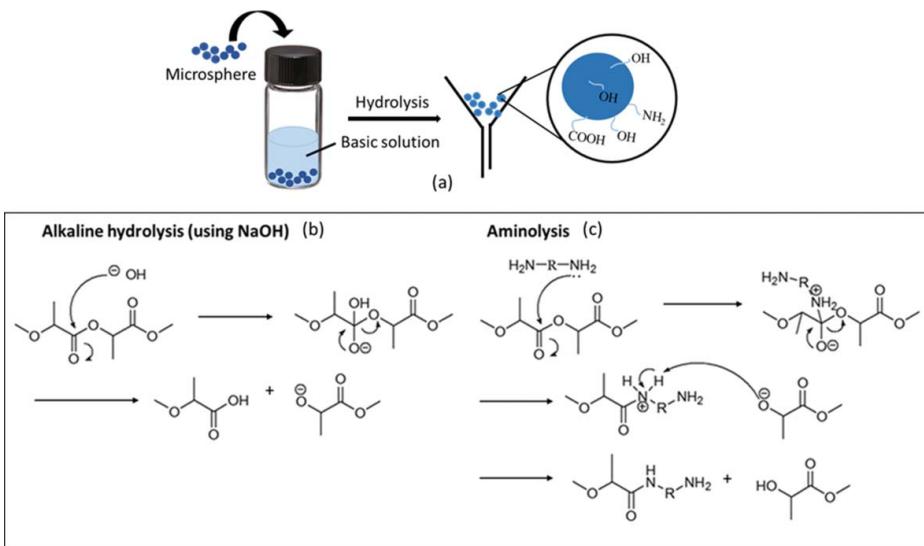 Microsphere
Hydrolysis
Basic solution
OH
OH
NH2
OH
COOH
(a)
Alkaline hydrolysis (using NaOH) (b)
⊖ OH
O
O
O
O
O
OH
O
O
O
O
O⊖
O
OH
O
+
⊖O
O
O
Aminolysis (c)
H2N-R-NH2
O
O
O
O
O
H2N
R
⊕
NH2
O
O
O
O
O⊖
H H
N
⊕
R
NH2
O
O
⊖O
O
O
H
N
R
NH2
O
O
+
HO
O
O